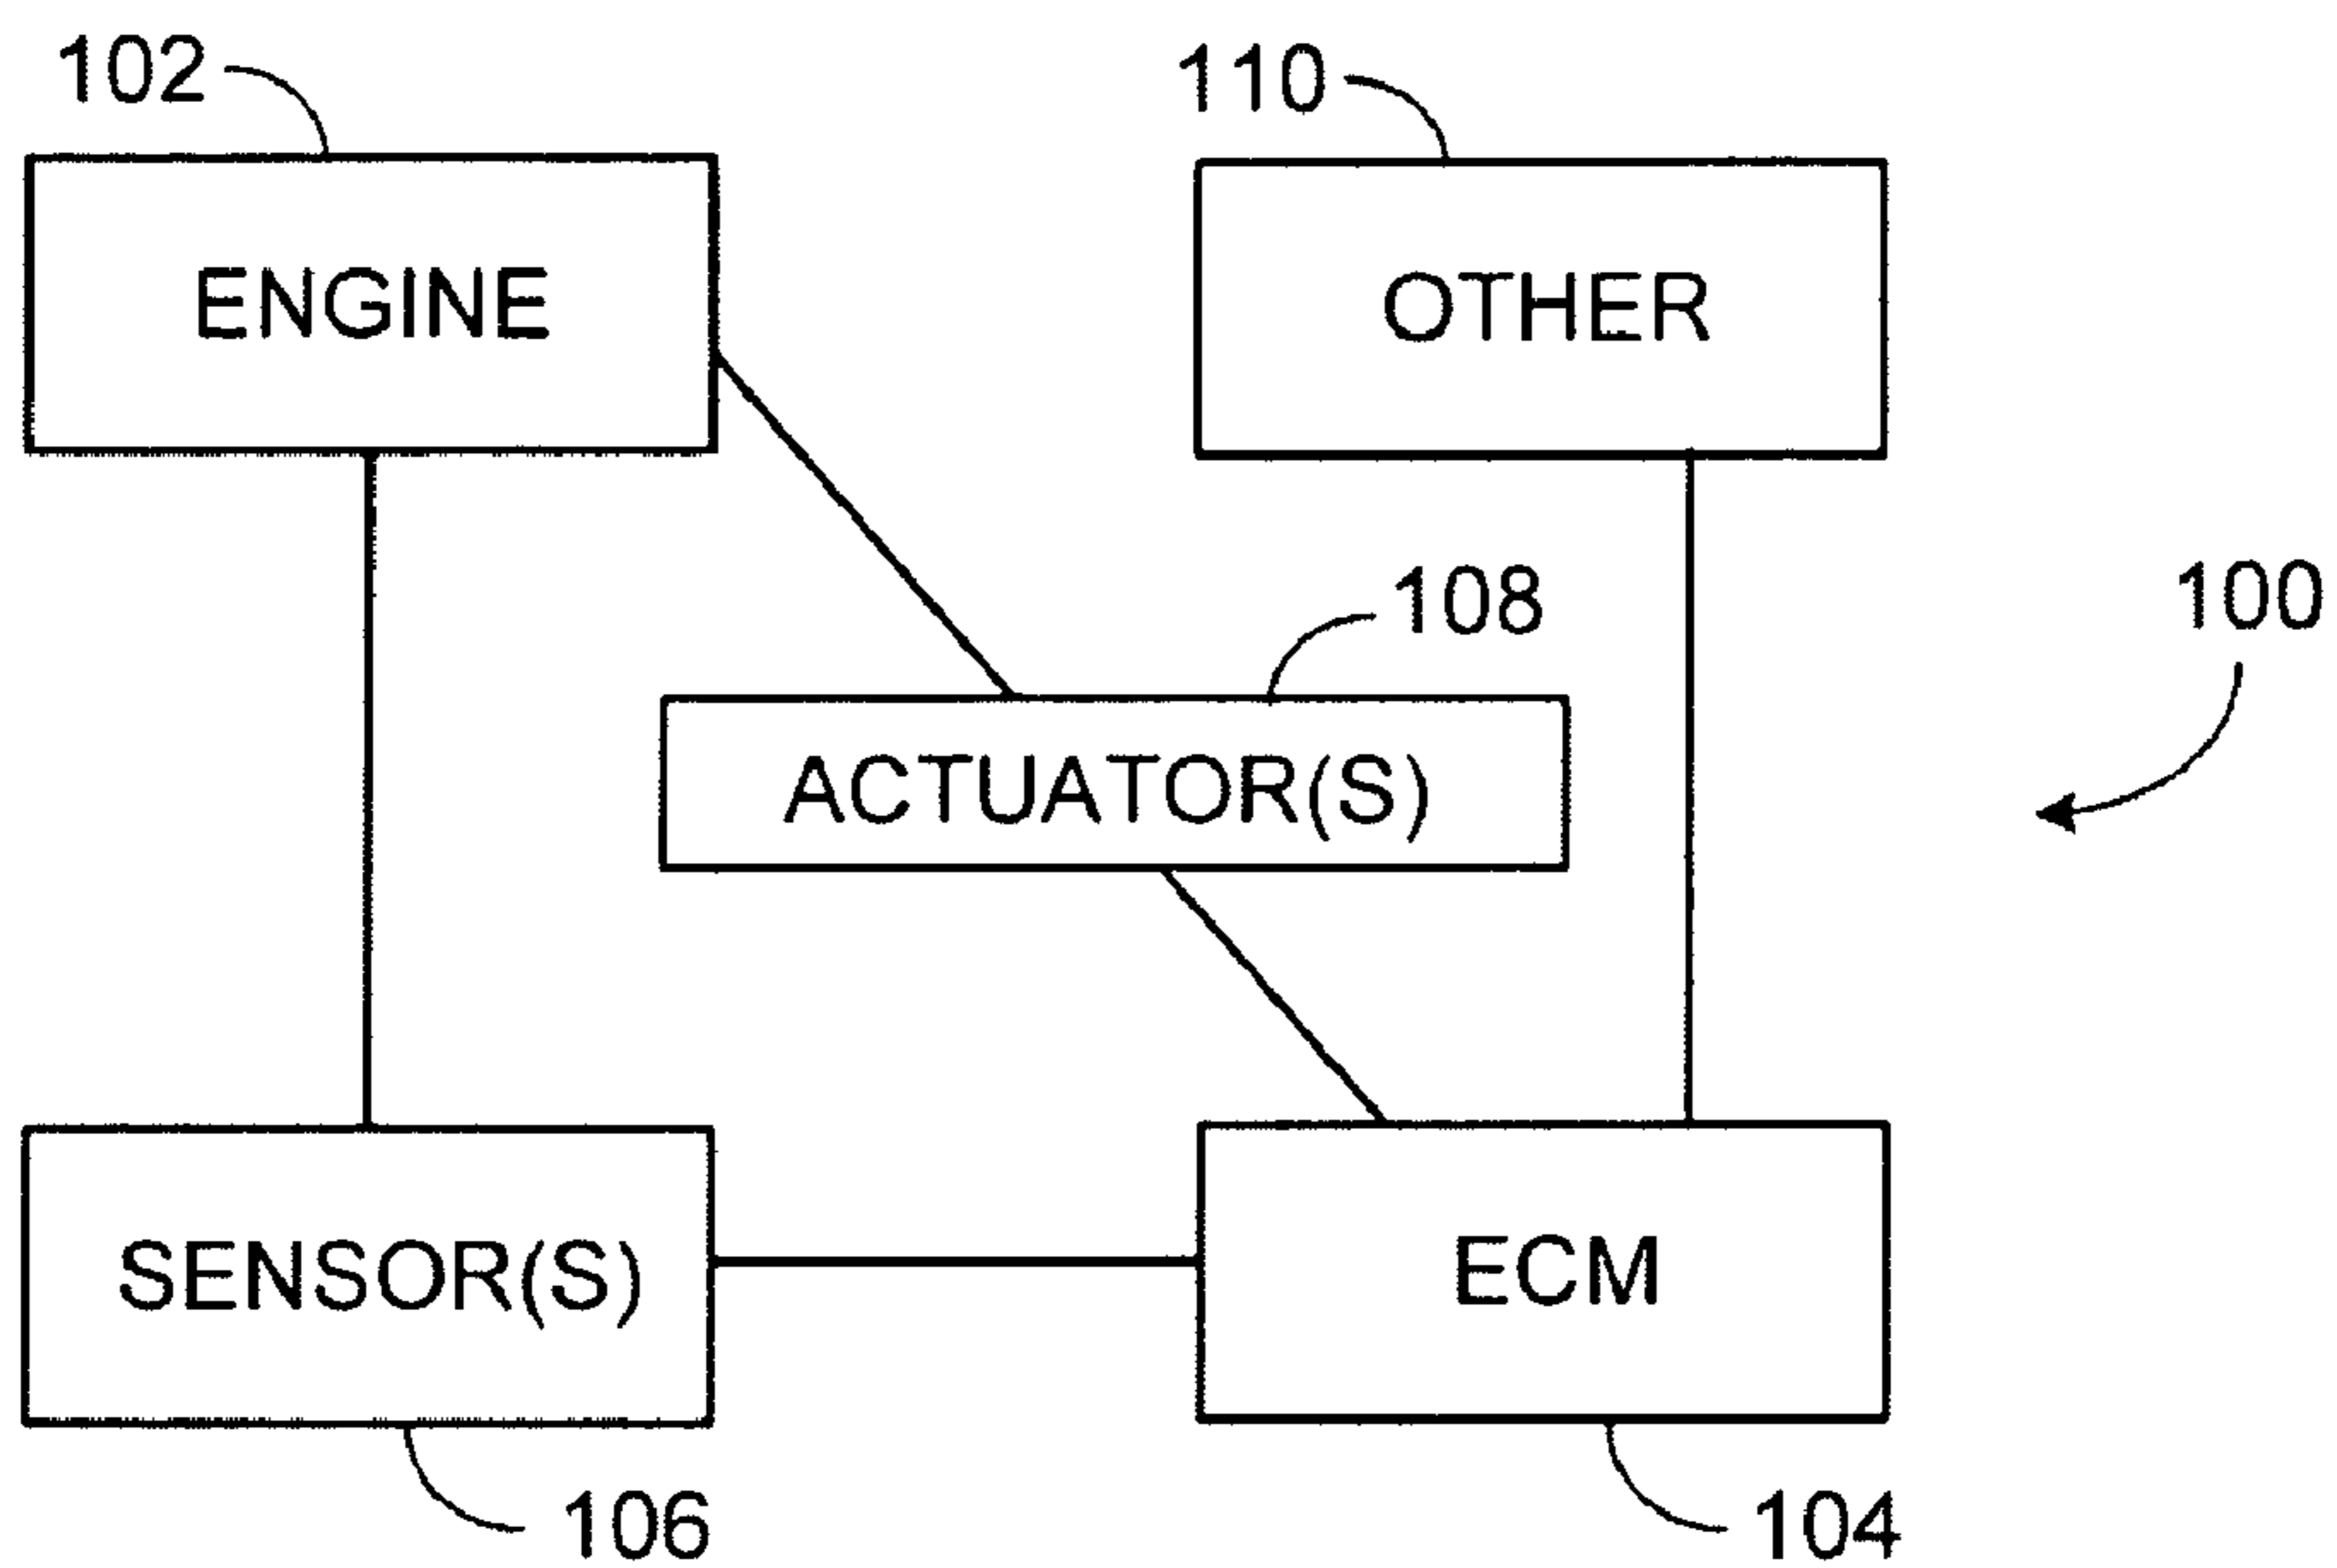 102
110
ENGINE
OTHER
108
100
ACTUATOR(S)
SENSOR(S)
ECM
106
104